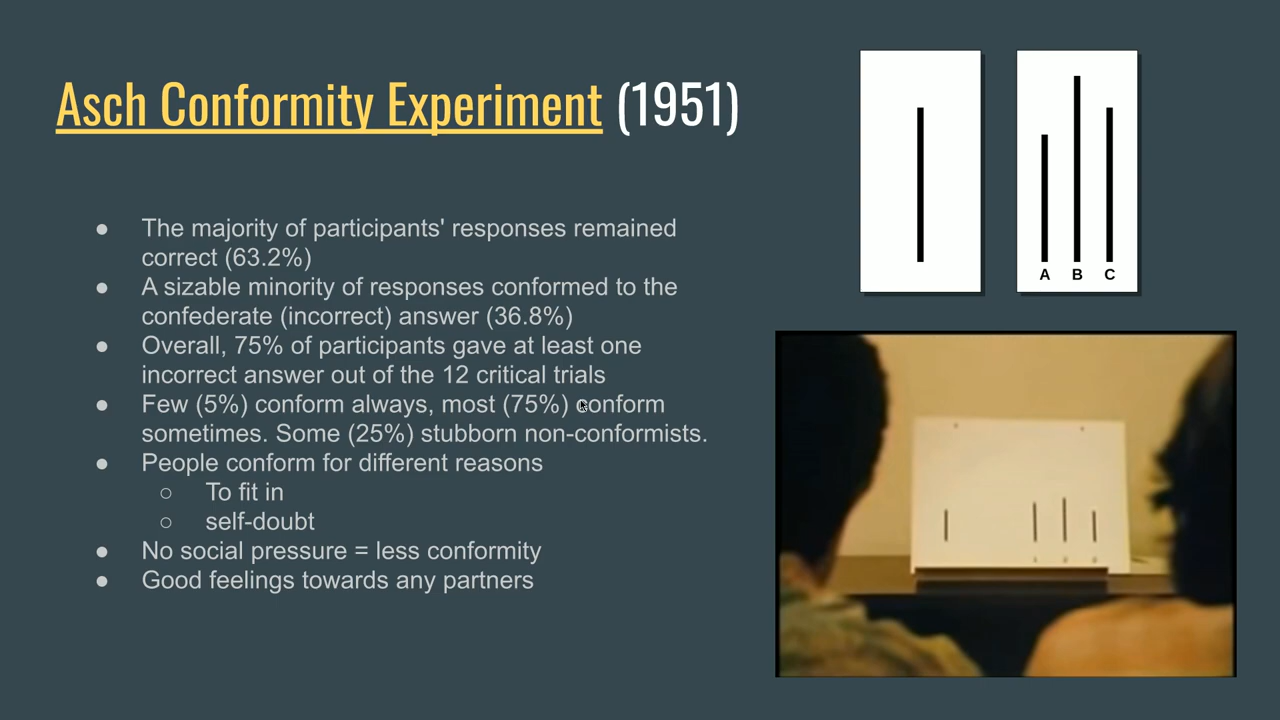 Asch Conformity Experiment (1951)
● The majority of participants' responses remained
correct (63.2%)
● A sizable minority of responses conformed to the
confederate (incorrect) answer (36.8%)
● Overall, 75% of participants gave at least one
incorrect answer out of the 12 critical trials
● Few (5%) conform always, most (75%) conform
sometimes. Some (25%) stubborn non-conformists.
● People conform for different reasons
○ To fit in
○ self-doubt
● No social pressure = less conformity
● Good feelings towards any partners
A B C